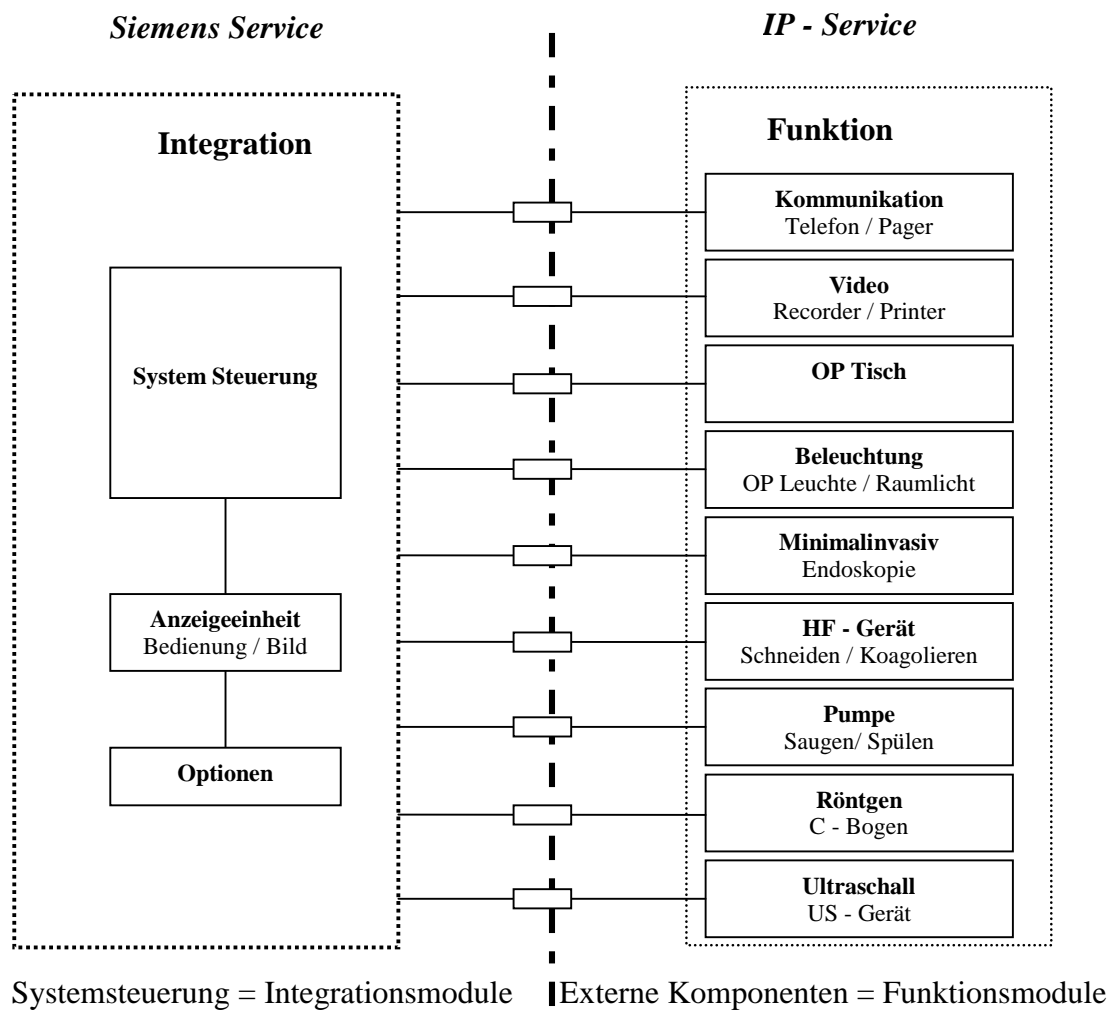 Siemens Service
IP - Service
Integration
System Steuerung
Anzeigeeinheit
Bedienung / Bild
Optionen
Funktion
Kommunikation
Telefon / Pager
Video
Recorder / Printer
OP Tisch
Beleuchtung
OP Leuchte / Raumlicht
Minimalinvasiv
Endoskopie
HF - Gerät
Schneiden / Koagolieren
Pumpe
Saugen/ Spülen
Röntgen
C - Bogen
Ultraschall
US - Gerät
Systemsteuerung = Integrationsmodule
Externe Komponenten = Funktionsmodule